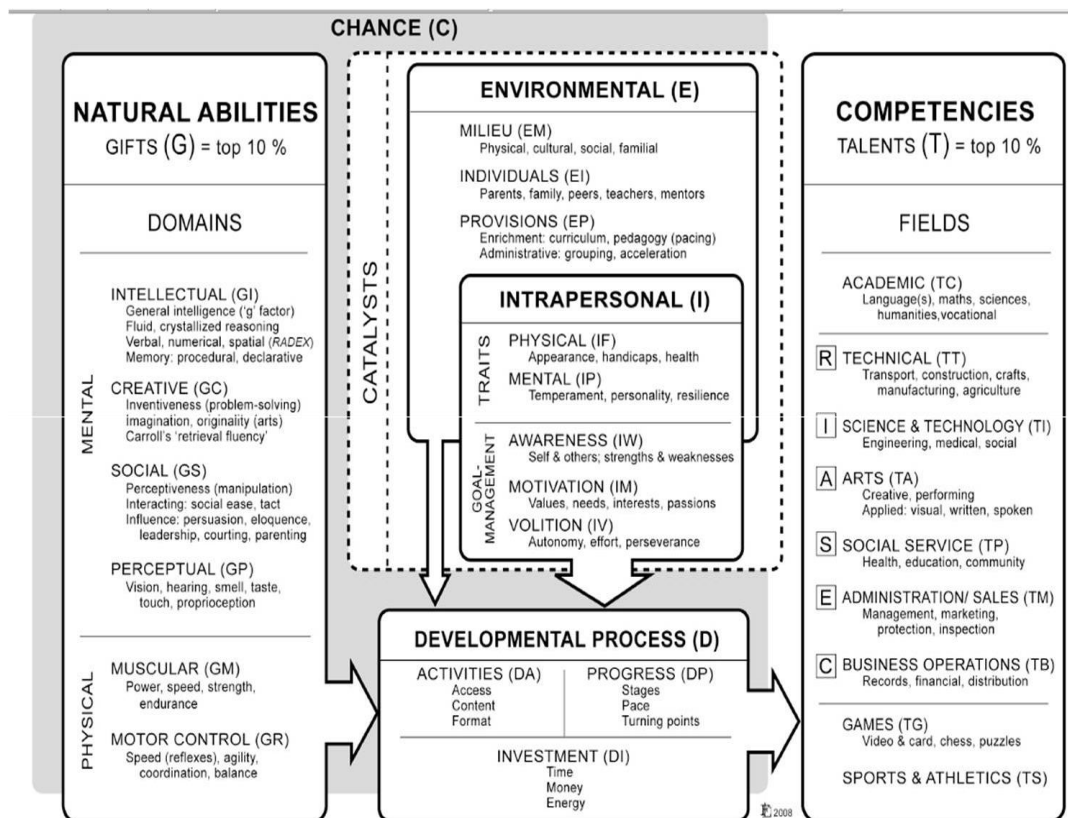 CHANCE (C)
NATURAL ABILITIES
GIFTS (G) = top 10 %
DOMAINS
MENTAL
INTELLECTUAL (GI)
General intelligence ('g' factor)
Fluid, crystallized reasoning
Verbal, numerical, spatial (RADEX)
Memory: procedural, declarative
CREATIVE (GC)
Inventiveness (problem-solving)
Imagination, originality (arts)
Carroll's 'retrieval fluency'
SOCIAL (GS)
Perceptiveness (manipulation)
Interacting: social ease, tact
Influence: persuasion, eloquence,
leadership, courting, parenting
PERCEPTUAL (GP)
Vision, hearing, smell, taste,
touch, proprioception
PHYSICAL
MUSCULAR (GM)
Power, speed, strength,
endurance
MOTOR CONTROL (GR)
Speed (reflexes), agility,
coordination, balance
CATALYSTS
ENVIRONMENTAL (E)
MILIEU (EM)
Physical, cultural, social, familial
INDIVIDUALS (EI)
Parents, family, peers, teachers, mentors
PROVISIONS (EP)
Enrichment: curriculum, pedagogy (pacing)
Administrative: grouping, acceleration
INTRAPERSONAL (I)
TRAITS
PHYSICAL (IF)
Appearance, handicaps, health
MENTAL (IP)
Temperament, personality, resilience
GOAL-
MANAGEMENT
AWARENESS (IW)
Self & others; strengths & weaknesses
MOTIVATION (IM)
Values, needs, interests, passions
VOLITION (IV)
Autonomy, effort, perseverance
DEVELOPMENTAL PROCESS (D)
ACTIVITIES (DA)
Access
Content
Format
PROGRESS (DP)
Stages
Pace
Turning points
INVESTMENT (DI)
Time
Money
Energy
2008
COMPETENCIES
TALENTS (T) = top 10 %
FIELDS
ACADEMIC (TC)
Language(s), maths, sciences,
humanities,vocational
R TECHNICAL (TT)
Transport, construction, crafts,
manufacturing, agriculture
I SCIENCE & TECHNOLOGY (TI)
Engineering, medical, social
A ARTS (TA)
Creative, performing
Applied: visual, written, spoken
S SOCIAL SERVICE (TP)
Health, education, community
E ADMINISTRATION/ SALES (TM)
Management, marketing,
protection, inspection
C BUSINESS OPERATIONS (TB)
Records, financial, distribution
GAMES (TG)
Video & card, chess, puzzles
SPORTS & ATHLETICS (TS)